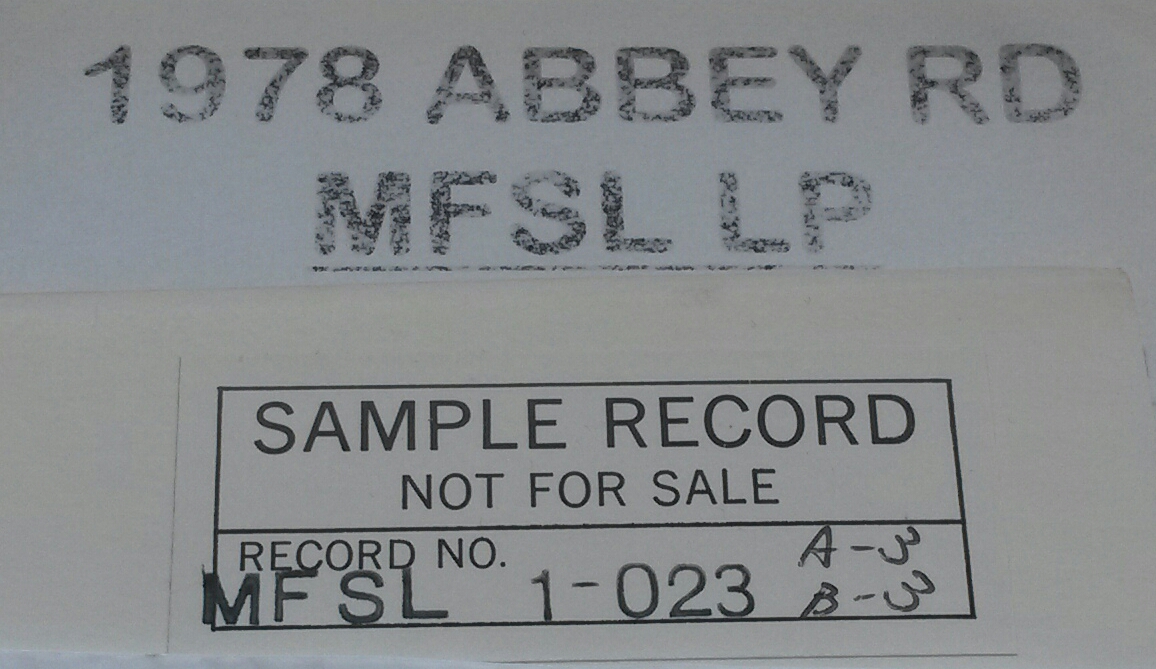 1978 ABBEY RD
MFSL LP
SAMPLE RECORD
NOT FOR SALE
RECORD NO.
MFSL 1-023
A-3
B-3